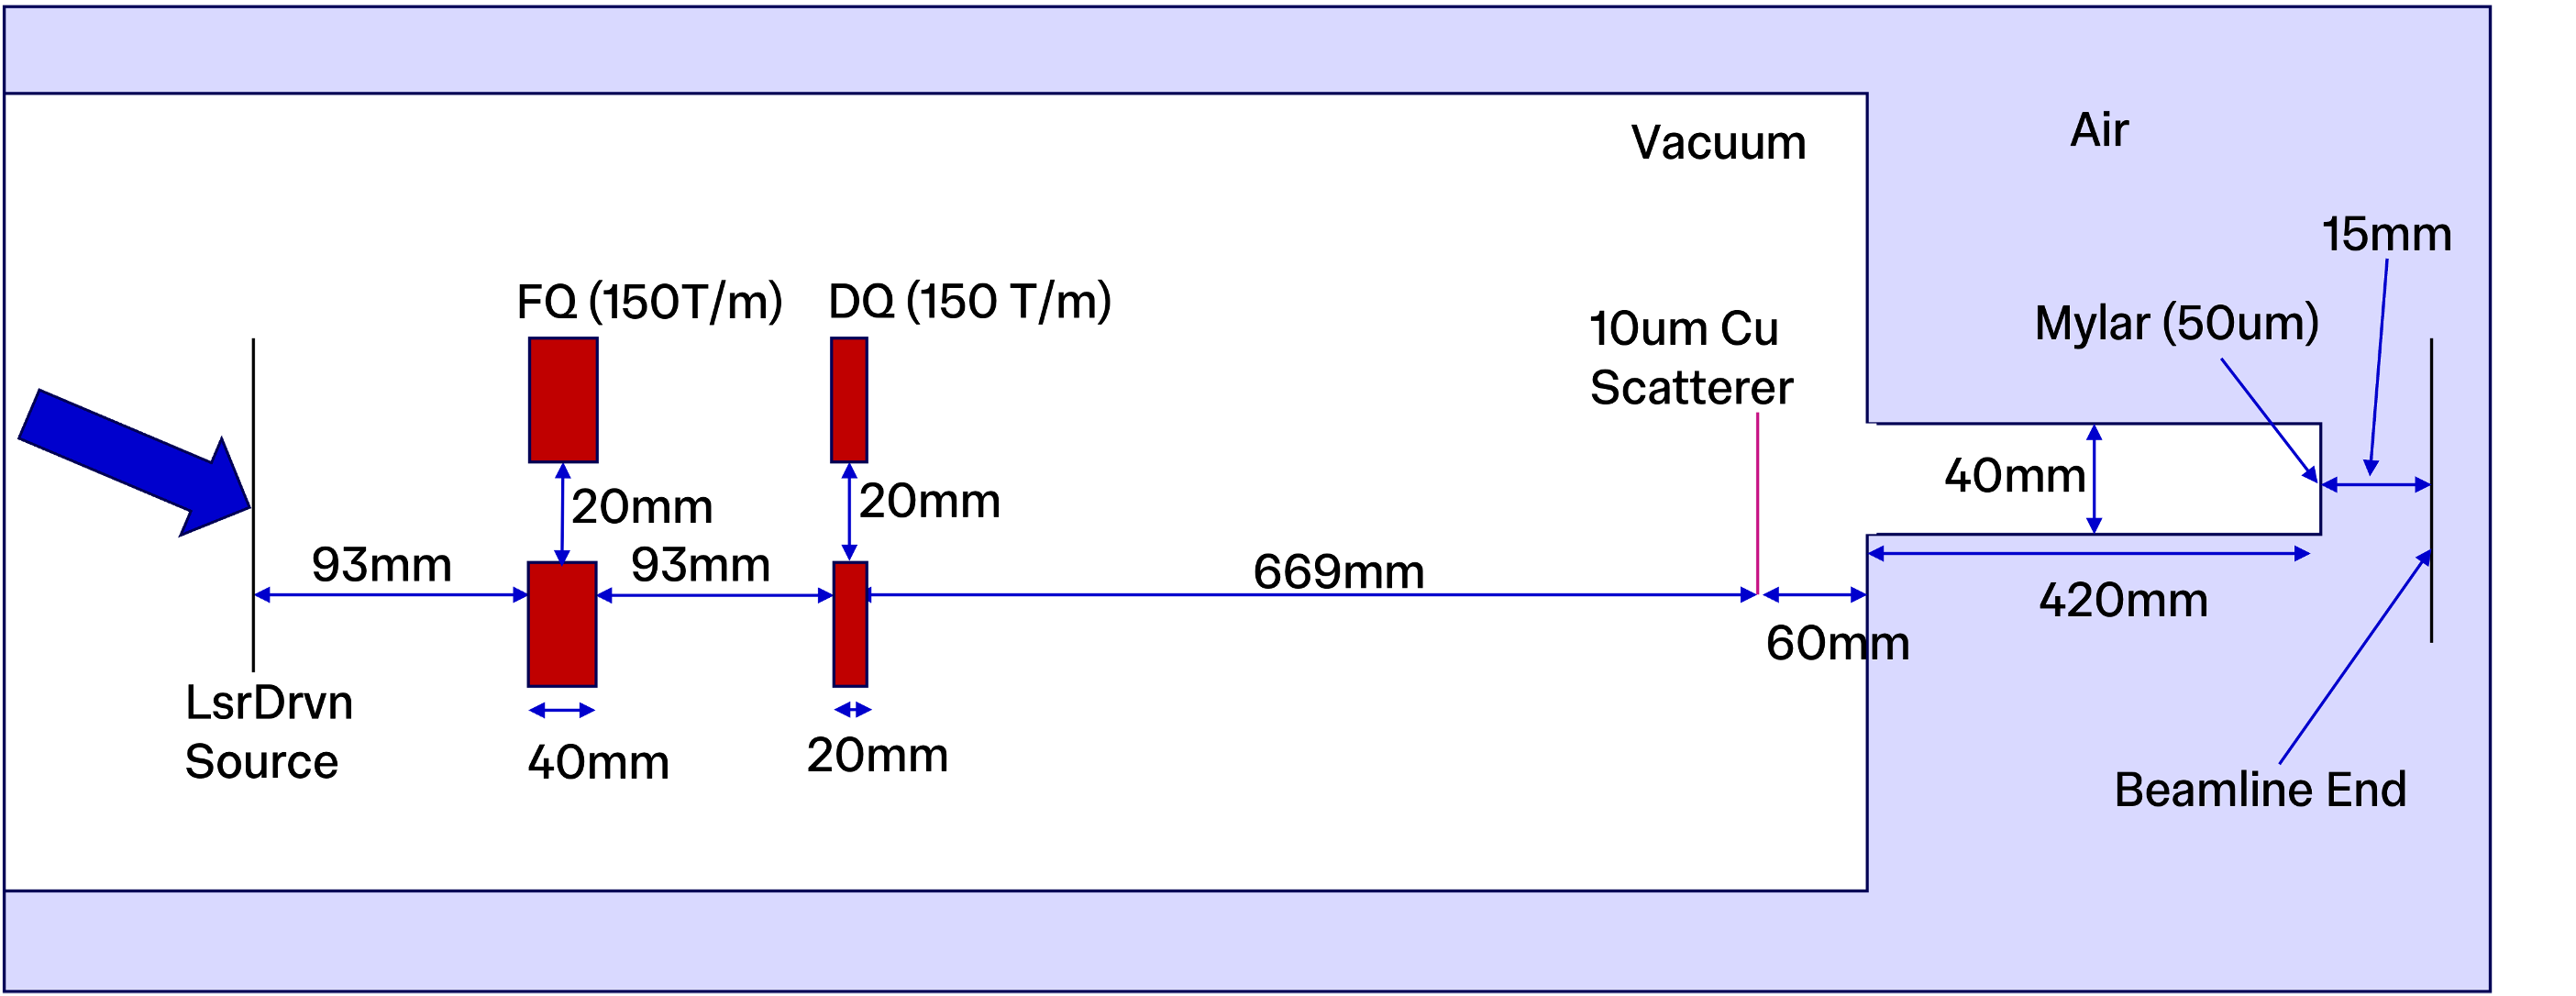 Vacuum
Air
15mm
FQ (150T/m)
DQ (150 T/m)
10um Cu
Scatterer
Mylar (50um)
20mm
20mm
40mm
93mm
93mm
669mm
60mm
420mm
LsrDrvn
Source
40mm
20mm
Beamline End